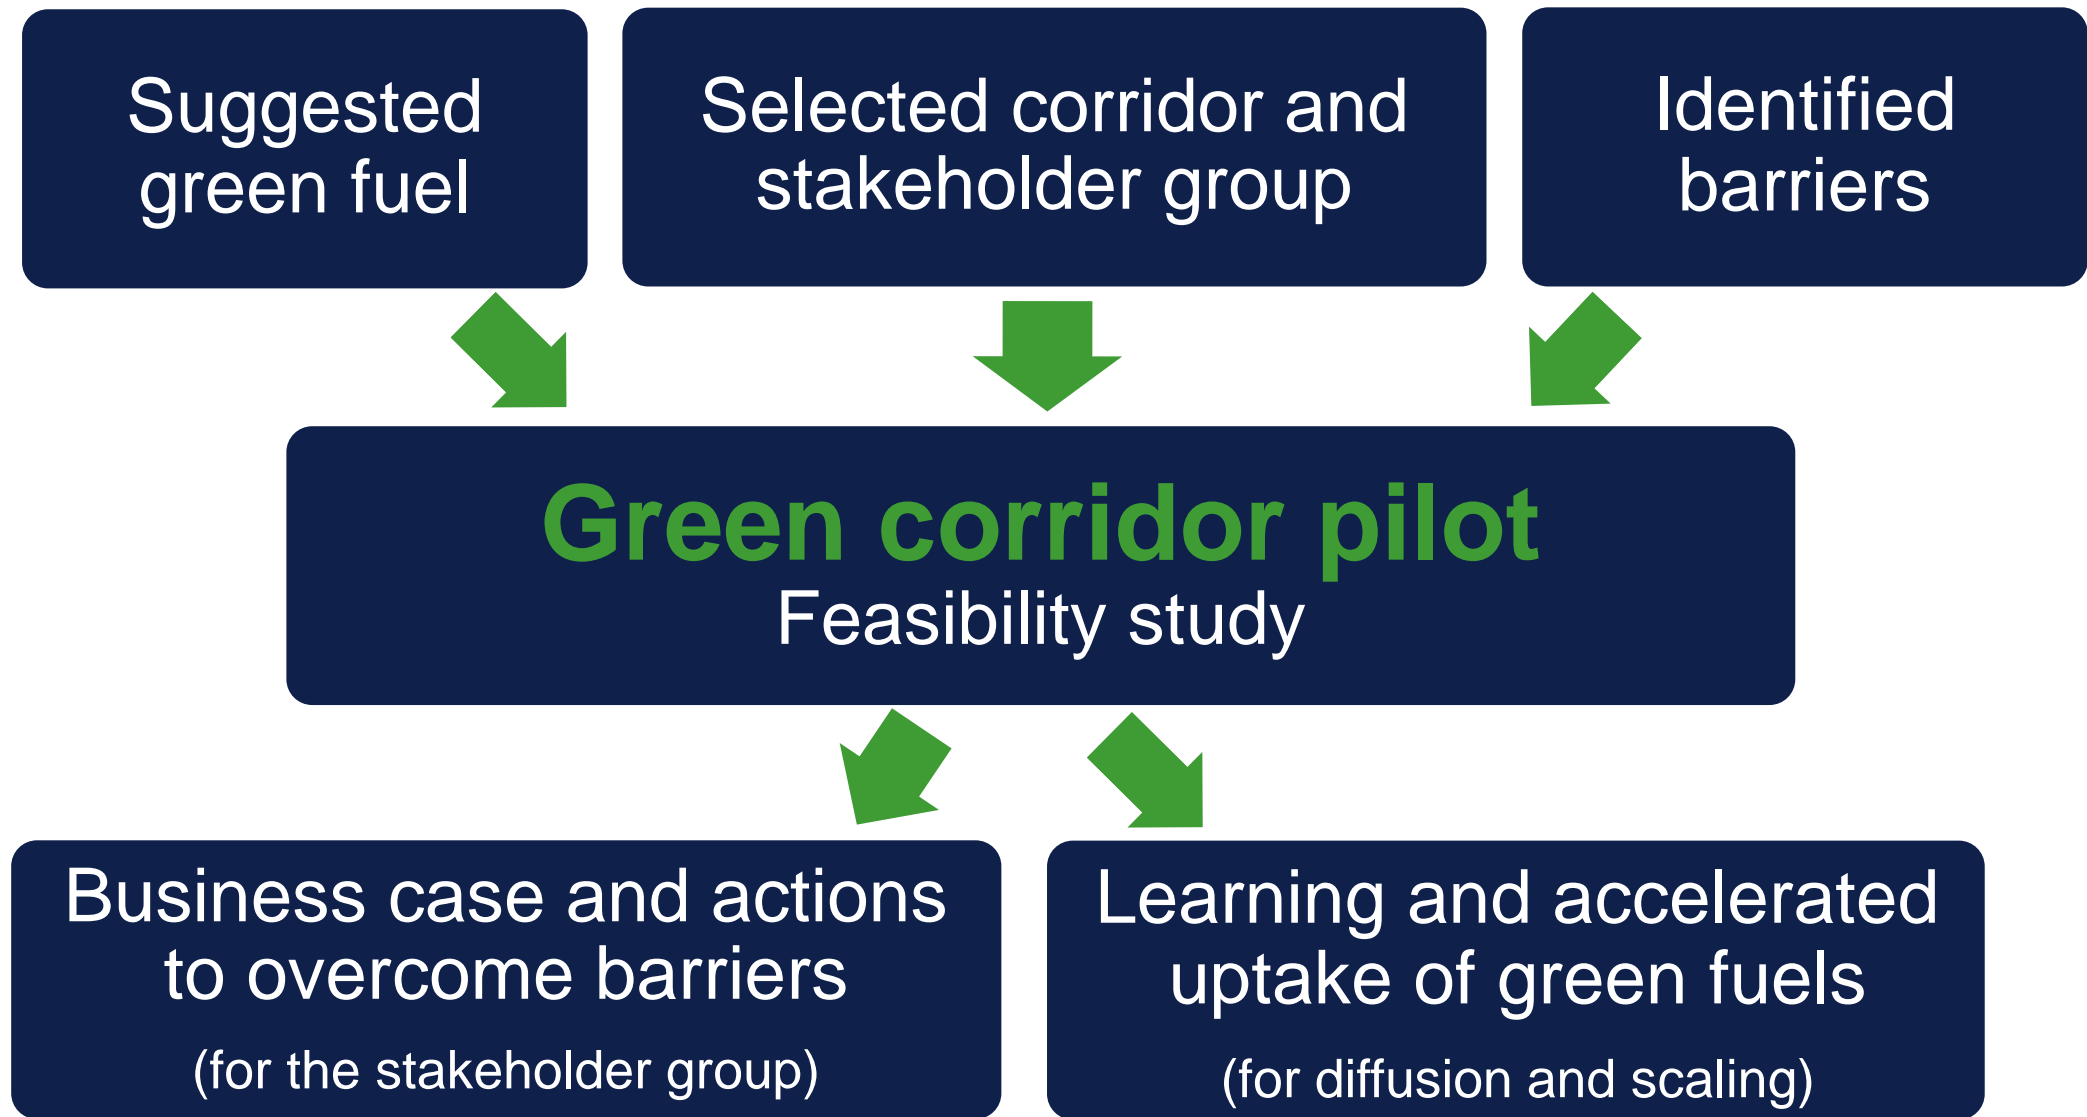 Suggested
green fuel
Selected corridor and
stakeholder group
Identified
barriers
Green corridor pilot
Feasibility study
Business case and actions
to overcome barriers
(for the stakeholder group)
Learning and accelerated
uptake of green fuels
(for diffusion and scaling)